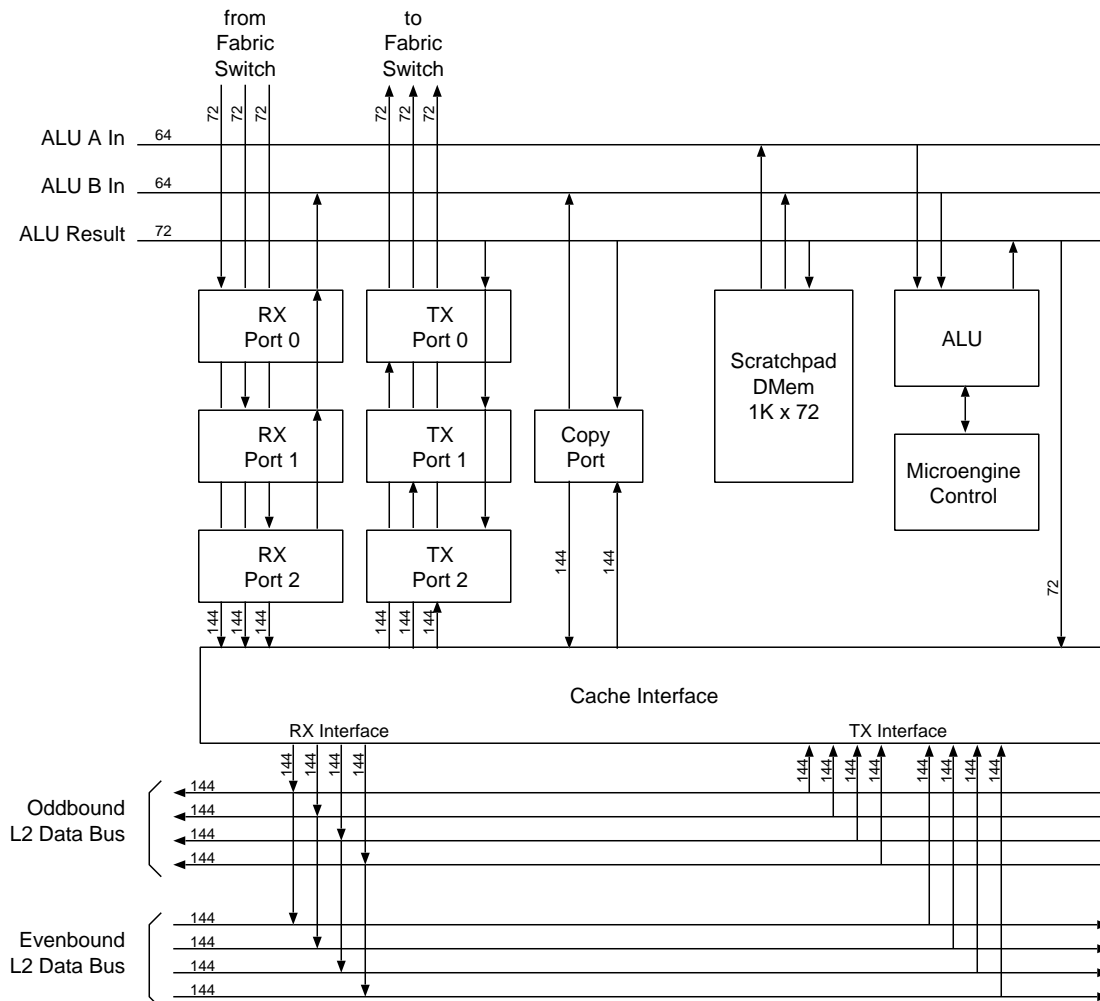 from
Fabric
Switch
to
Fabric
Switch
72
72
72
72
72
72
ALU A In
64
ALU B In
64
ALU Result
72
RX
Port 0
TX
Port 0
Scratchpad
DMem
1K x 72
ALU
RX
Port 1
TX
Port 1
Copy
Port
Microengine
Control
RX
Port 2
TX
Port 2
144
144
72
144
144
144
144
144
144
Cache Interface
RX Interface
TX Interface
144
144
144
144
144
144
144
144
144
144
144
144
Oddbound
L2 Data Bus
144
144
144
144
Evenbound
L2 Data Bus
144
144
144
144